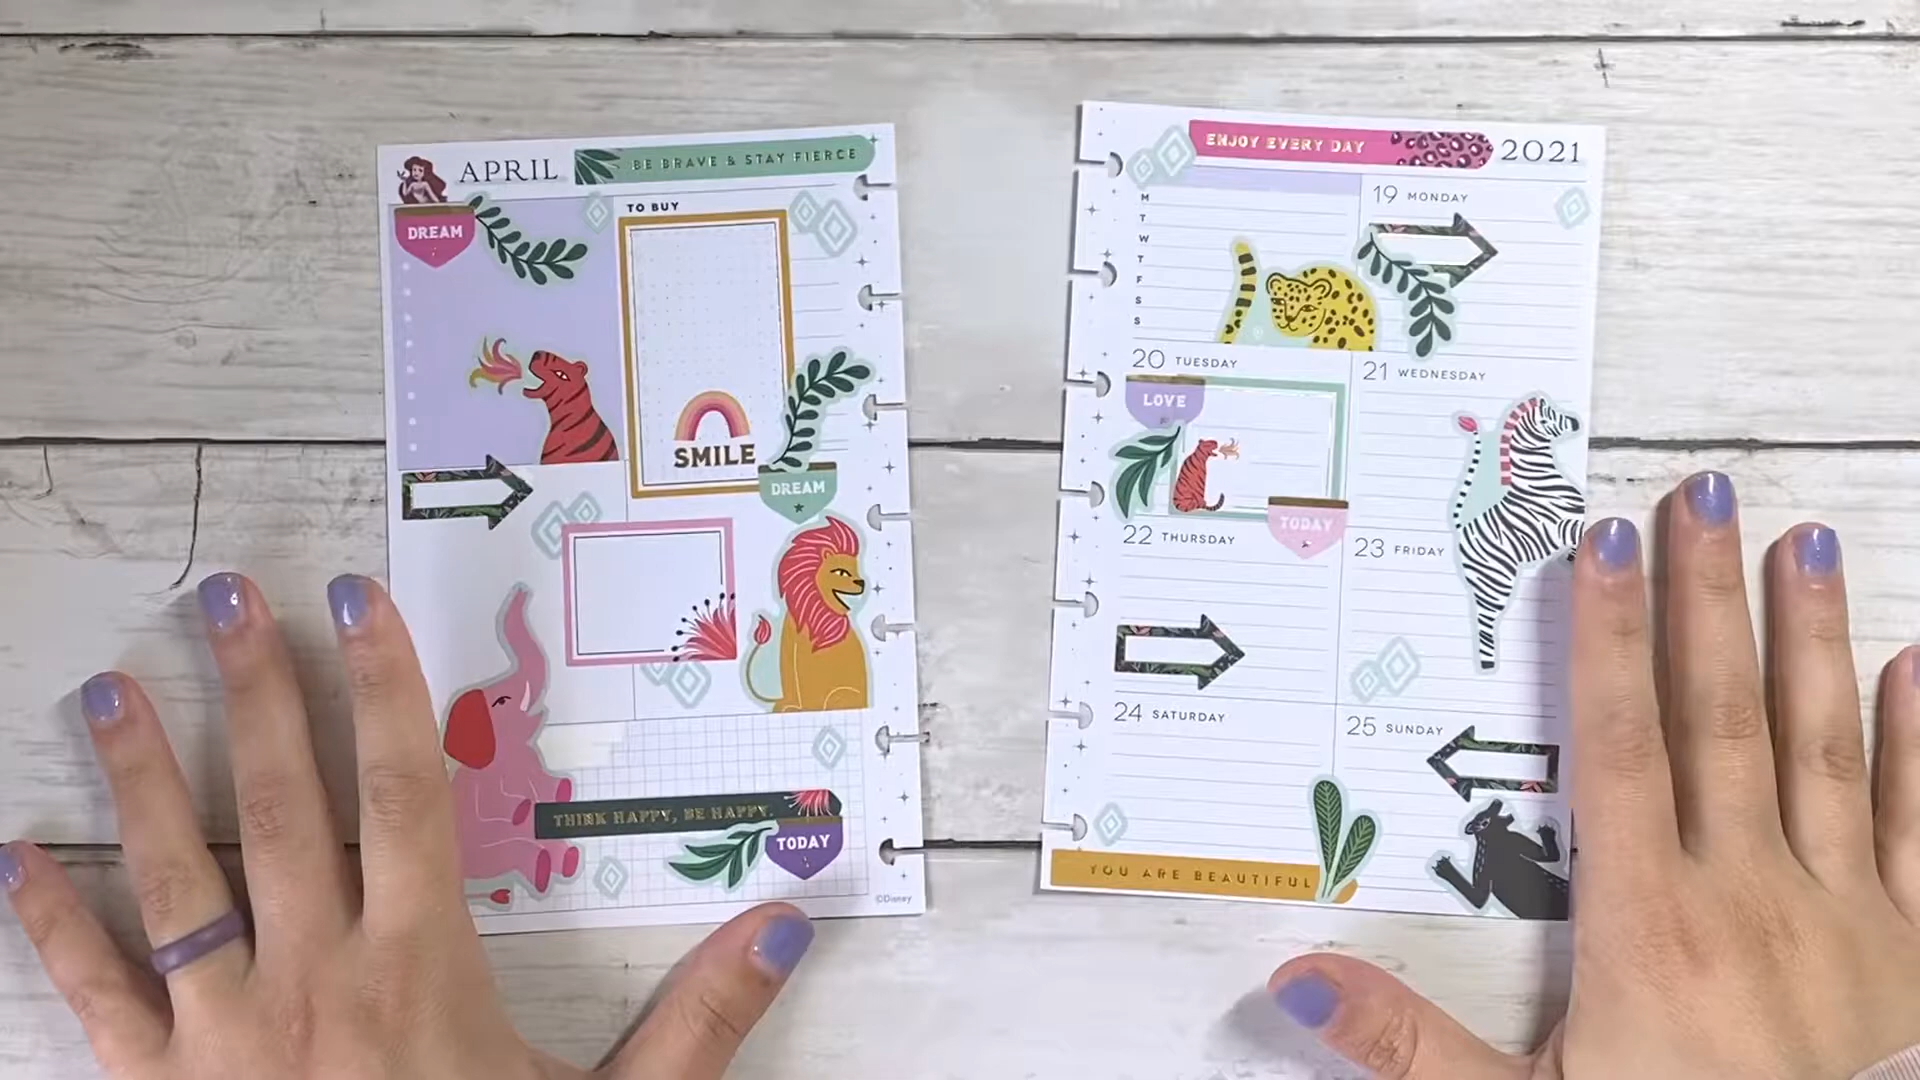 APRIL
BE BRAVE & STAY FIERCE
DREAM
TO BUY
SMILE
DREAM
THINK HAPPY, BE HAPPY.
TODAY
©Disney
ENJOY EVERY DAY
2021
M
T
W
T
F
S
S
19 MONDAY
20 TUESDAY
LOVE
TODAY
21 WEDNESDAY
22 THURSDAY
23 FRIDAY
24 SATURDAY
25 SUNDAY
YOU ARE BEAUTIFUL